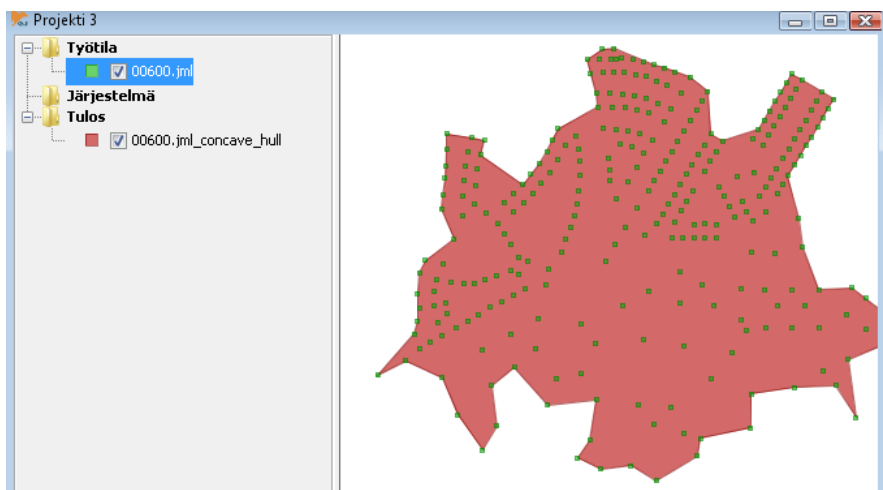 Projekti 3
Työtila
00600.jml
Järjestelmä
Tulos
00600.jml_concave_hull